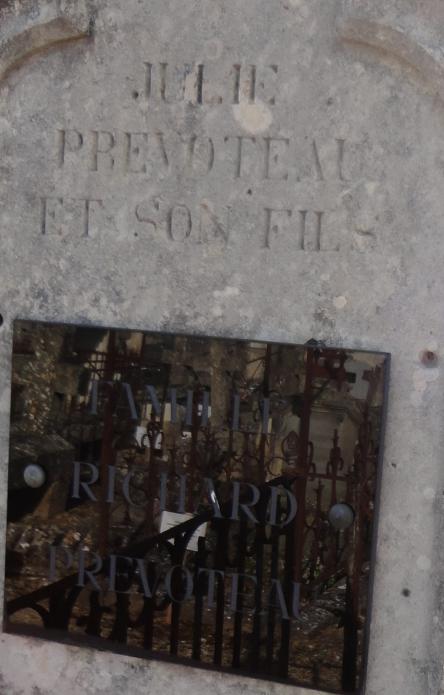 JULIE
PREVOTEAU
ET SON FILS
FAMILLE
RICHARD
PREVOTEAU